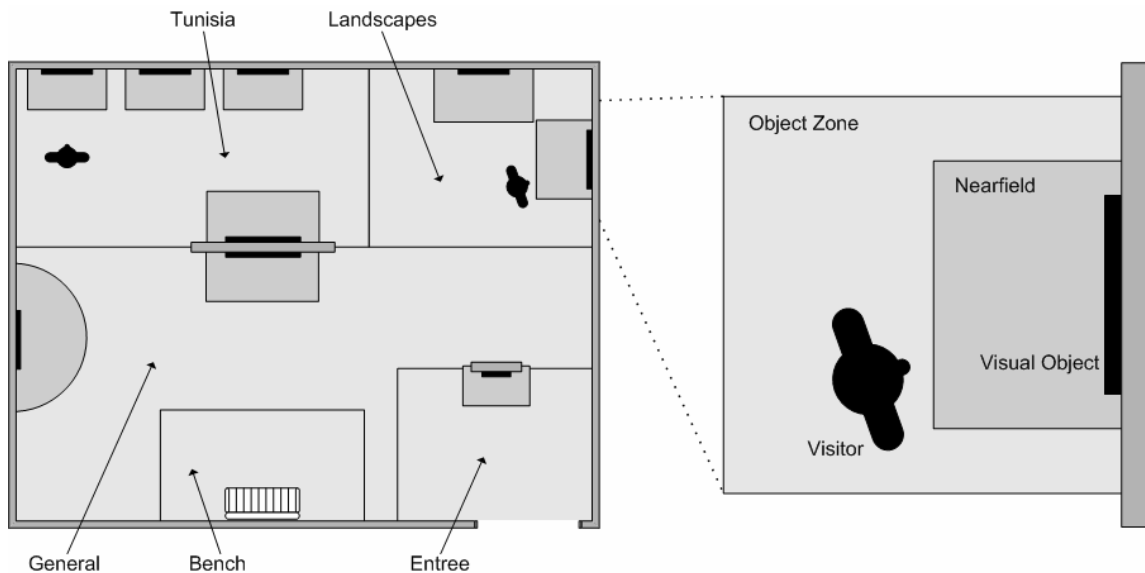 Tunisia
Landscapes
General
Bench
Entree
Object Zone
Nearfield
Visual Object
Visitor